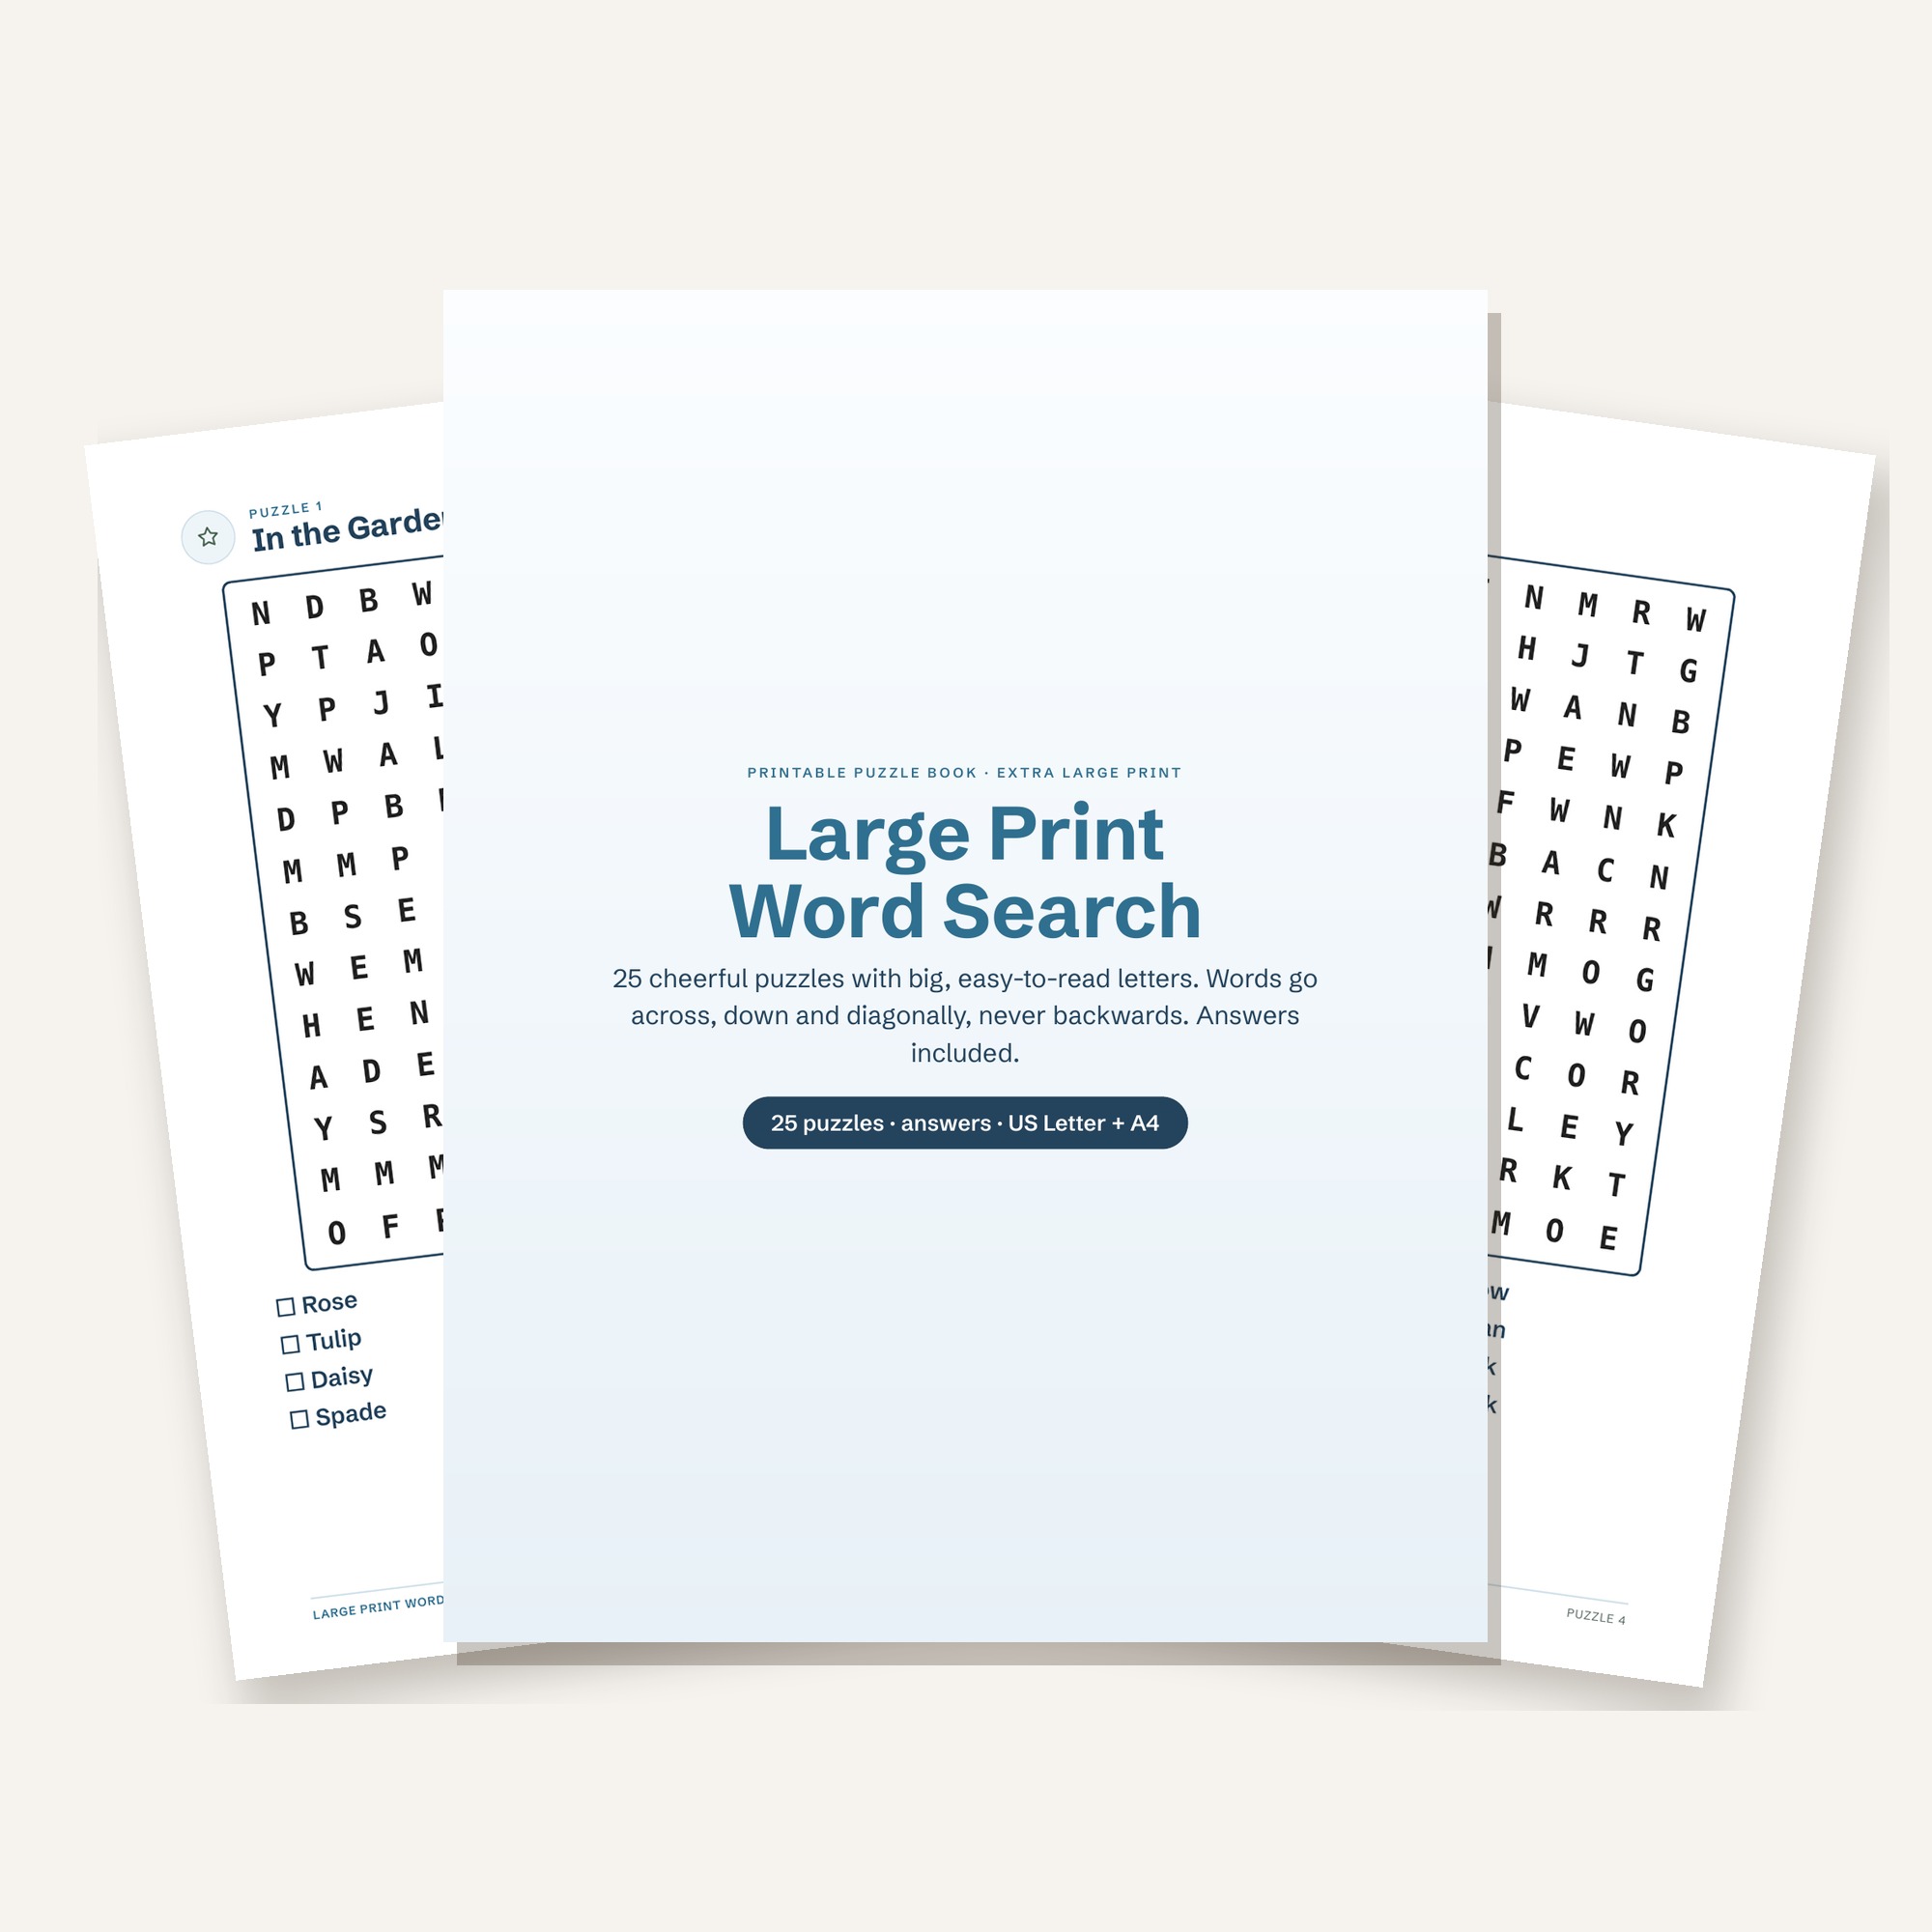 PUZZLE 1
In the Garden
N D B W
P T A O
Y P J I
M W A L
D P B
M M P
B S E
W E M
H E N
A D E
Y S R
M M M
O F
Rose
Tulip
Daisy
Spade
LARGE PRINT WORD
PRINTABLE PUZZLE BOOK · EXTRA LARGE PRINT
Large Print
Word Search
25 cheerful puzzles with big, easy-to-read letters. Words go
across, down and diagonally, never backwards. Answers
included.
25 puzzles · answers · US Letter + A4
N M R W
H J T G
W A N B
P E W P
F W N K
B A C N
W R R R
M O G
V W O
C O R
L E Y
R K T
M O E
PUZZLE 4